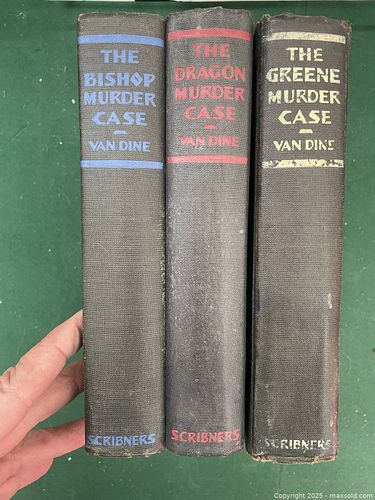 THE
BISHOP
MURDER
CASE
VAN DINE
SCRIBNERS
THE
DRAGON
MURDER
CASE
VAN DINE
SCRIBNERS
THE
GREENE
MURDER
CASE
VAN DINE
SCRIBNERS
Copyright © 2025 - maxsold.com